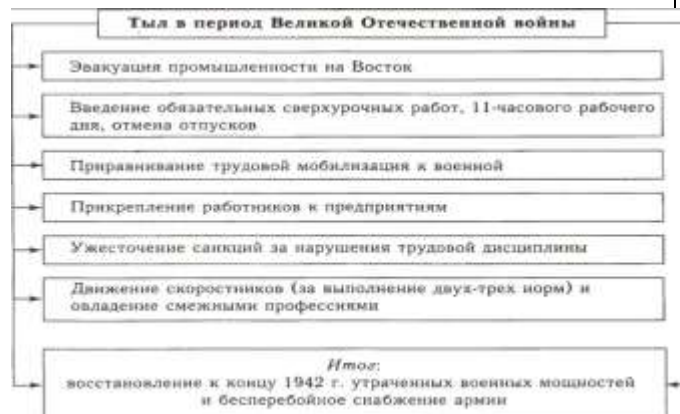 Тыл в период Великой Отечественной войны
Эвакуация промышленности на Восток
Введение обязательных сверхурочных работ, 11-часового рабочего
дня, отмена отпусков
Приравнивание трудовой мобилизация к военной
Прикрепление работников к предприятиям
Ужесточение санкций за нарушения трудовой дисциплины
Движение скоростников (за выполнение двух-трех норм) и
овладение смежными профессиями
Итог:
восстановление к концу 1942 г. утраченных военных мощностей
и бесперебойное снабжение армии